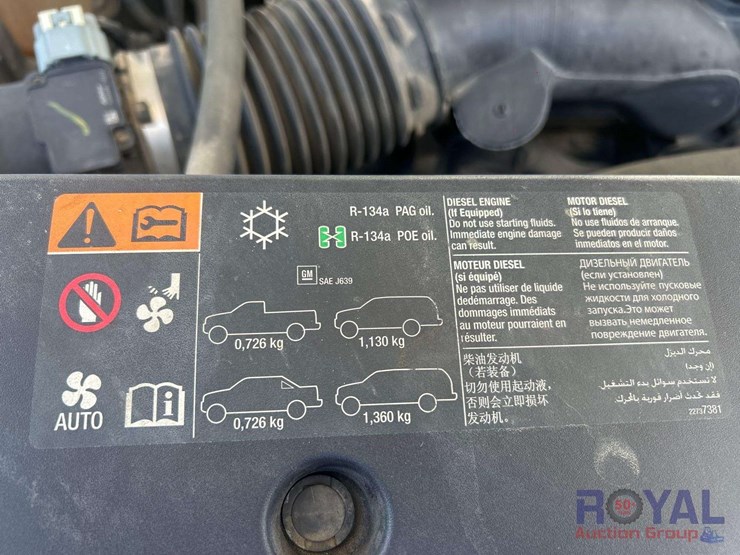 R-134a PAG oil.
R-134a POE oil.
GM
SAE J639
0,726 kg
1,130 kg
0,726 kg
1,360 kg
AUTO
DIESEL ENGINE
(If Equipped)
Do not use starting fluids.
Immediate engine damage
can result.
MOTOR DIESEL
(Si lo tiene)
No use fluidos de arranque.
Se pueden producir daños
inmediatos en el motor.
MOTEUR DIESEL
(si équipé)
Ne pas utiliser de liquide
dedémarrage. Des
dommages immédiats
au moteur pourraient en
résulter.
ДИЗЕЛЬНЫЙ ДВИГАТЕЛЬ
(если установлен)
Не используйте пусковые
жидкости для холодного
запуска.Это может
вызвать немедленное
повреждение двигателя.
柴油发动机
(若装备)
切勿使用起动液,
否则会立即损坏
发动机。
محرك الديزل
(إن وجد)
لا تستخدم سوائل بدء التشغيل.
فقد تحدث أضرار فورية بالمحرك.
22737381
50
ROYAL
Auction Group